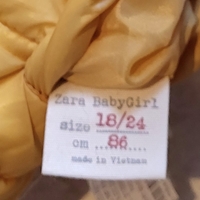 Zara BabyGirl
size 18/24
cm 86
made in Vietnam